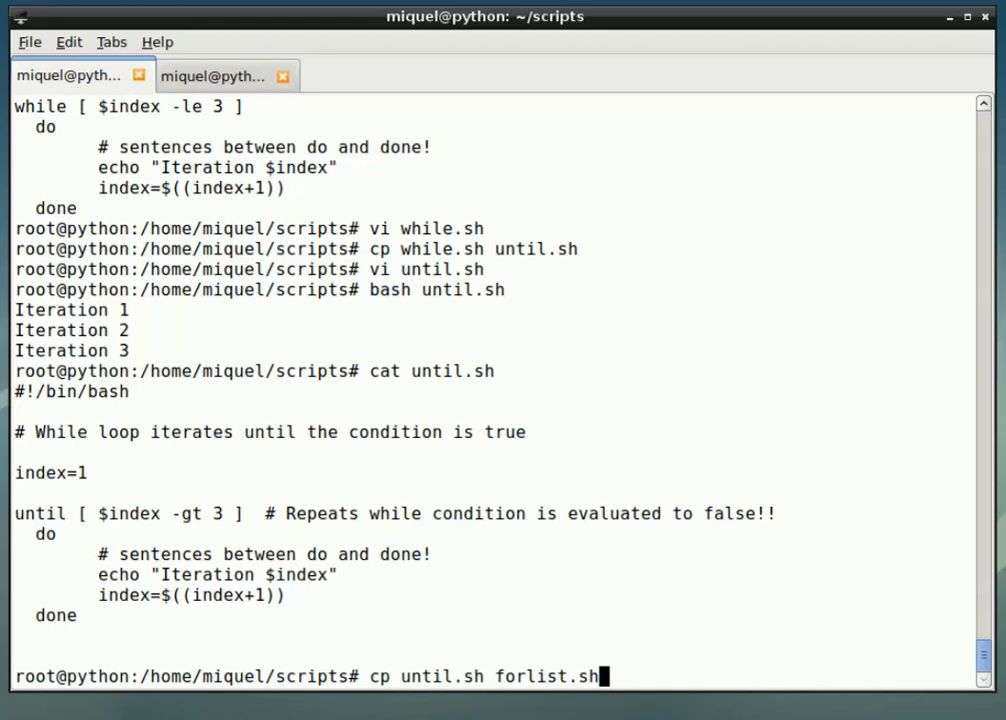 miquel@python: ~/scripts
File Edit Tabs Help
miquel@pyth... miquel@pyth...
while [ $index -le 3 ]
  do
        # sentences between do and done!
        echo "Iteration $index"
        index=$((index+1))
  done
root@python:/home/miquel/scripts# vi while.sh
root@python:/home/miquel/scripts# cp while.sh until.sh
root@python:/home/miquel/scripts# vi until.sh
root@python:/home/miquel/scripts# bash until.sh
Iteration 1
Iteration 2
Iteration 3
root@python:/home/miquel/scripts# cat until.sh
#!/bin/bash
# While loop iterates until the condition is true
index=1
until [ $index -gt 3 ]  # Repeats while condition is evaluated to false!!
  do
        # sentences between do and done!
        echo "Iteration $index"
        index=$((index+1))
  done
root@python:/home/miquel/scripts# cp until.sh forlist.sh